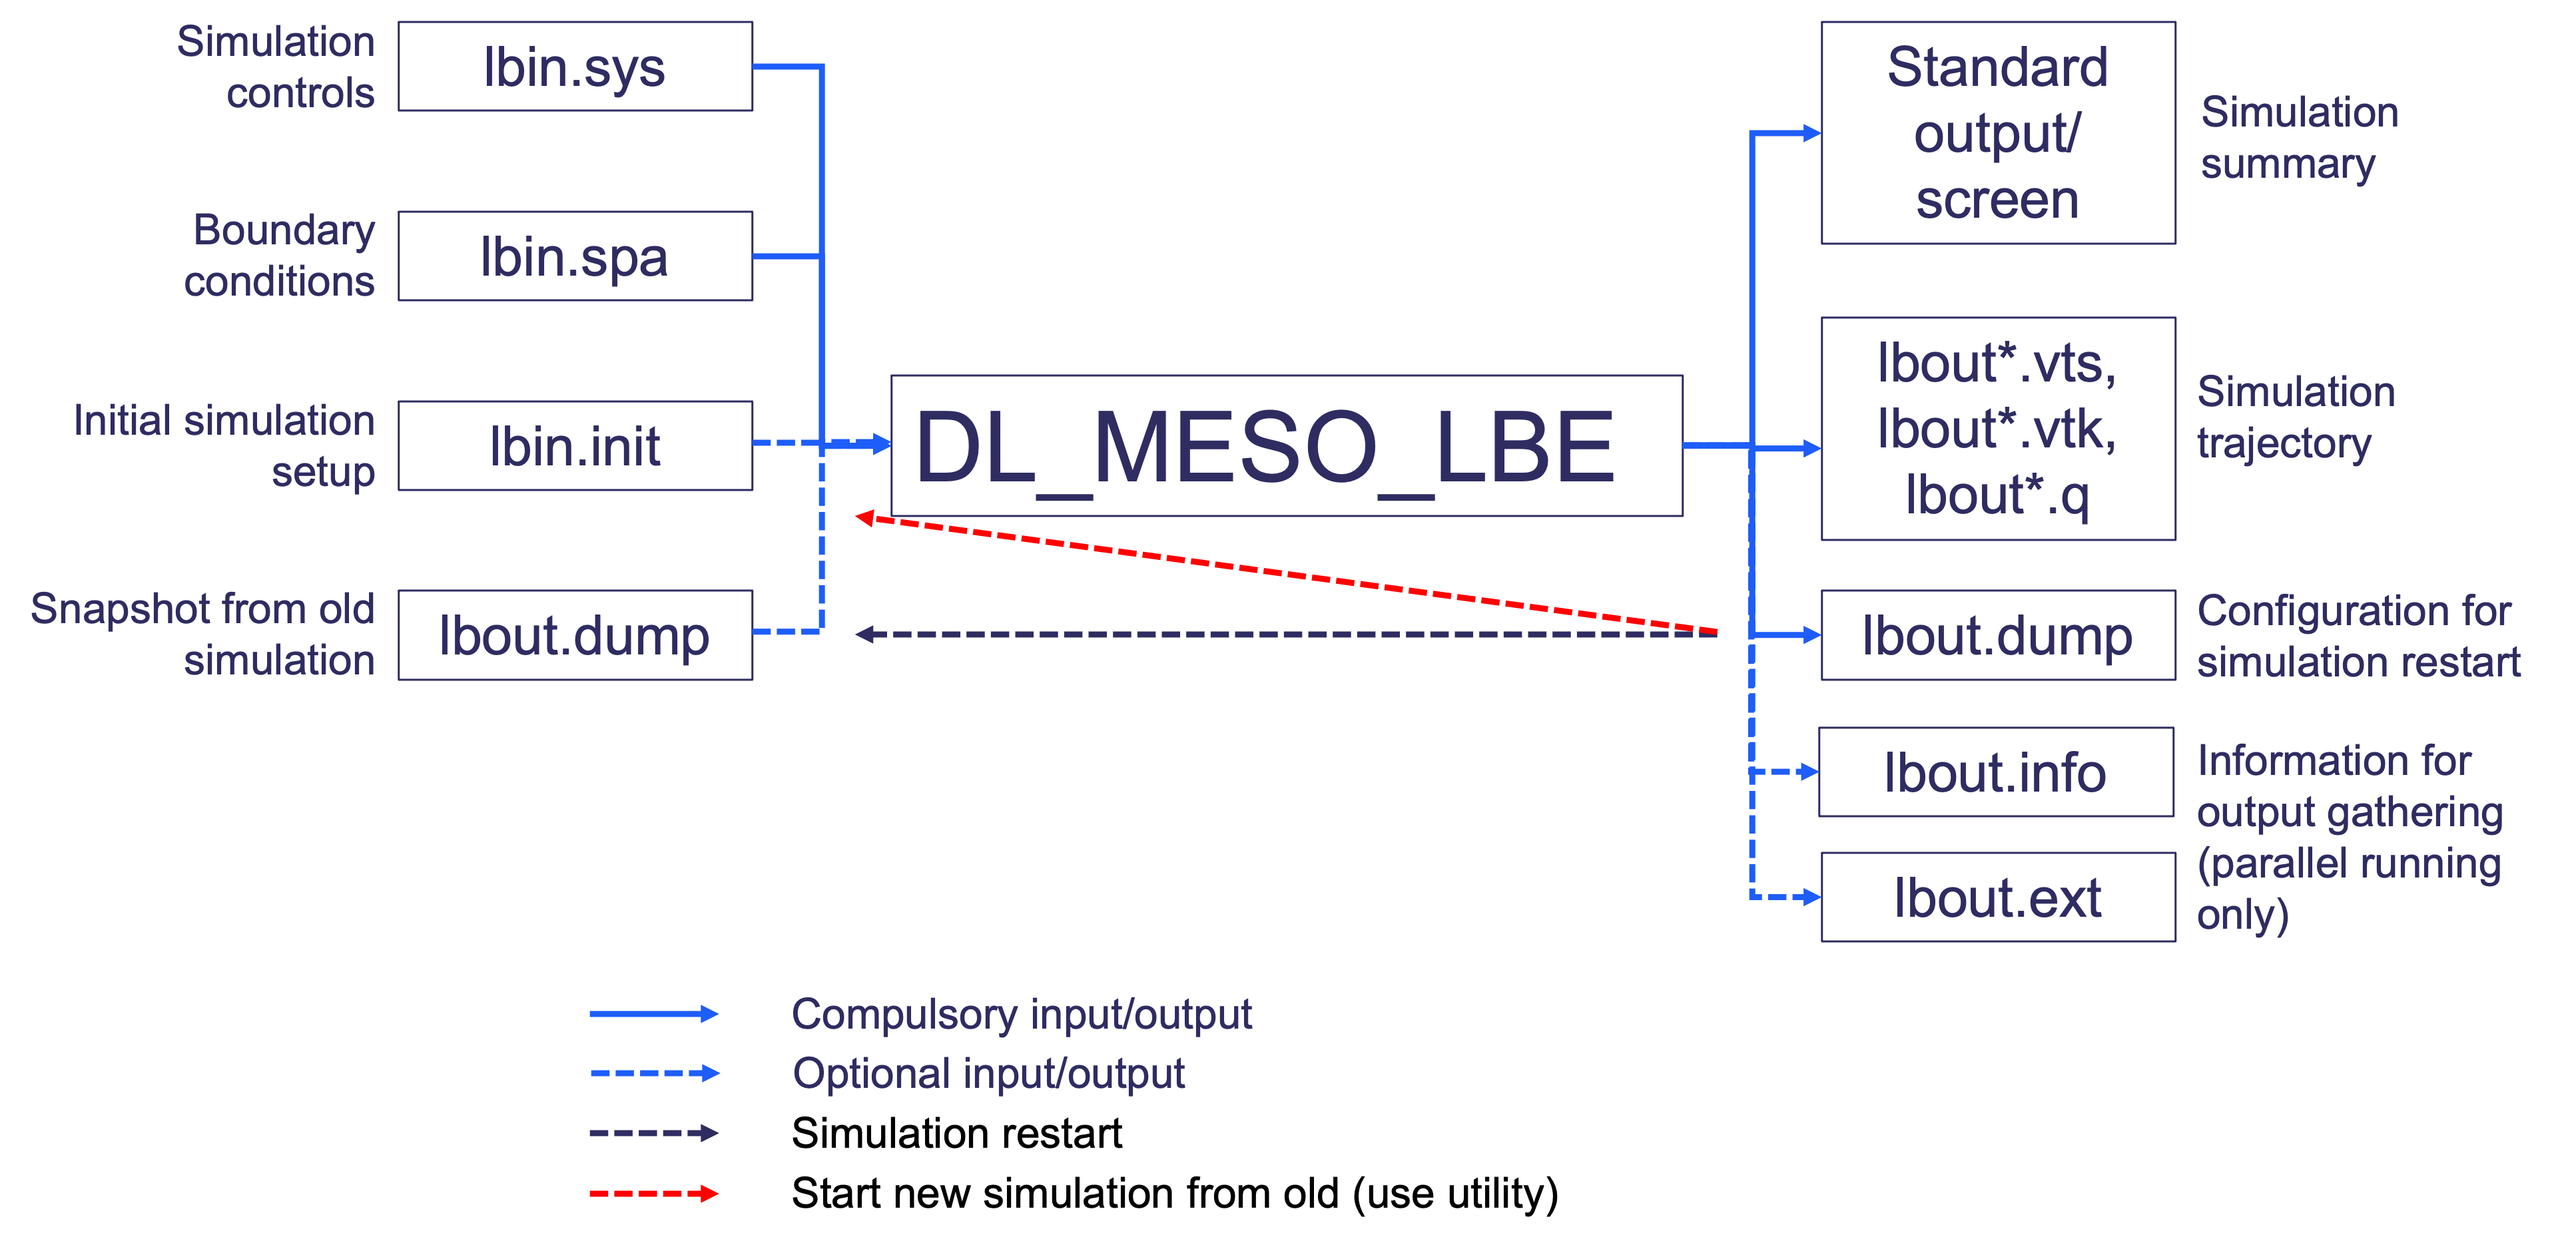 Simulation
controls
lbin.sys
Boundary
conditions
lbin.spa
Initial simulation
setup
lbin.init
Snapshot from old
simulation
lbout.dump
DL_MESO_LBE
Standard
output/
screen
Simulation
summary
lbout*.vts,
lbout*.vtk,
lbout*.q
Simulation
trajectory
lbout.dump
Configuration for
simulation restart
lbout.info
lbout.ext
Information for
output gathering
(parallel running
only)
Compulsory input/output
Optional input/output
Simulation restart
Start new simulation from old (use utility)